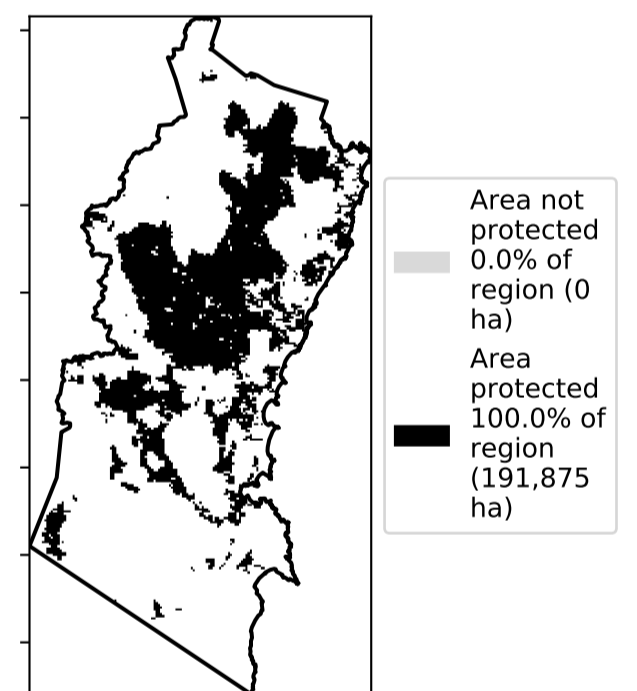 Area not
protected
0.0% of
region (0
ha)
Area
protected
100.0% of
region
(191,875
ha)